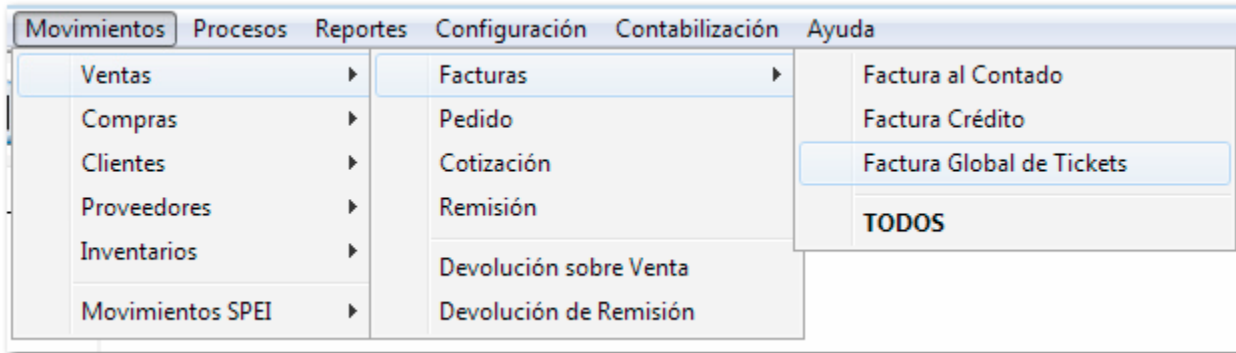 Movimientos Procesos Reportes Configuración Contabilización Ayuda
Ventas
Compras
Clientes
Proveedores
Inventarios
Movimientos SPEI
Facturas
Pedido
Cotización
Remisión
Devolución sobre Venta
Devolución de Remisión
Factura al Contado
Factura Crédito
Factura Global de Tickets
TODOS